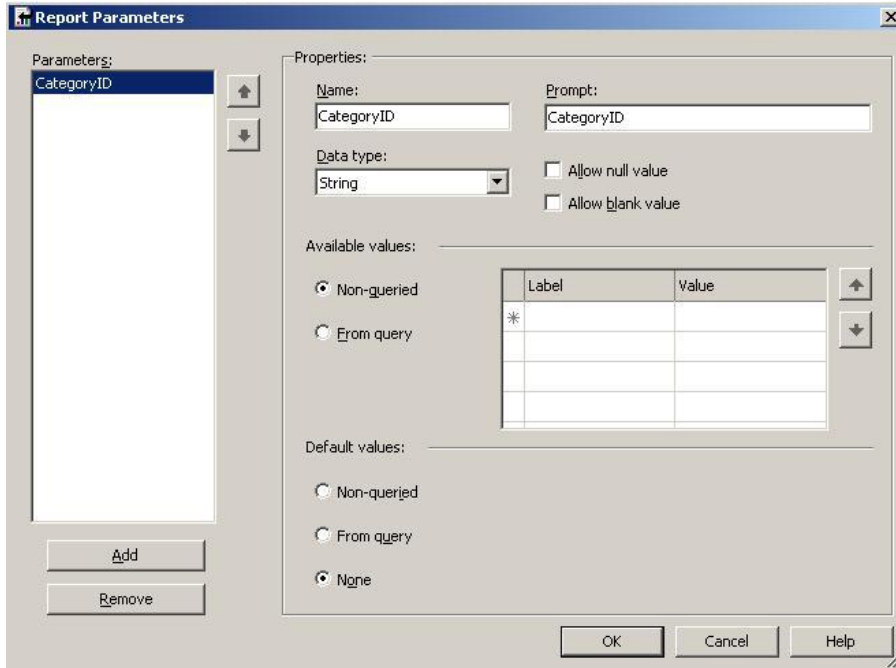 Report Parameters
Parameters:
CategoryID
Properties:
Name:
Prompt:
CategoryID
CategoryID
Data type:
String
Allow null value
Allow blank value
Available values:
Non-queried
From query
Label
Value
Default values:
Non-queried
From query
None
Add
Remove
OK
Cancel
Help